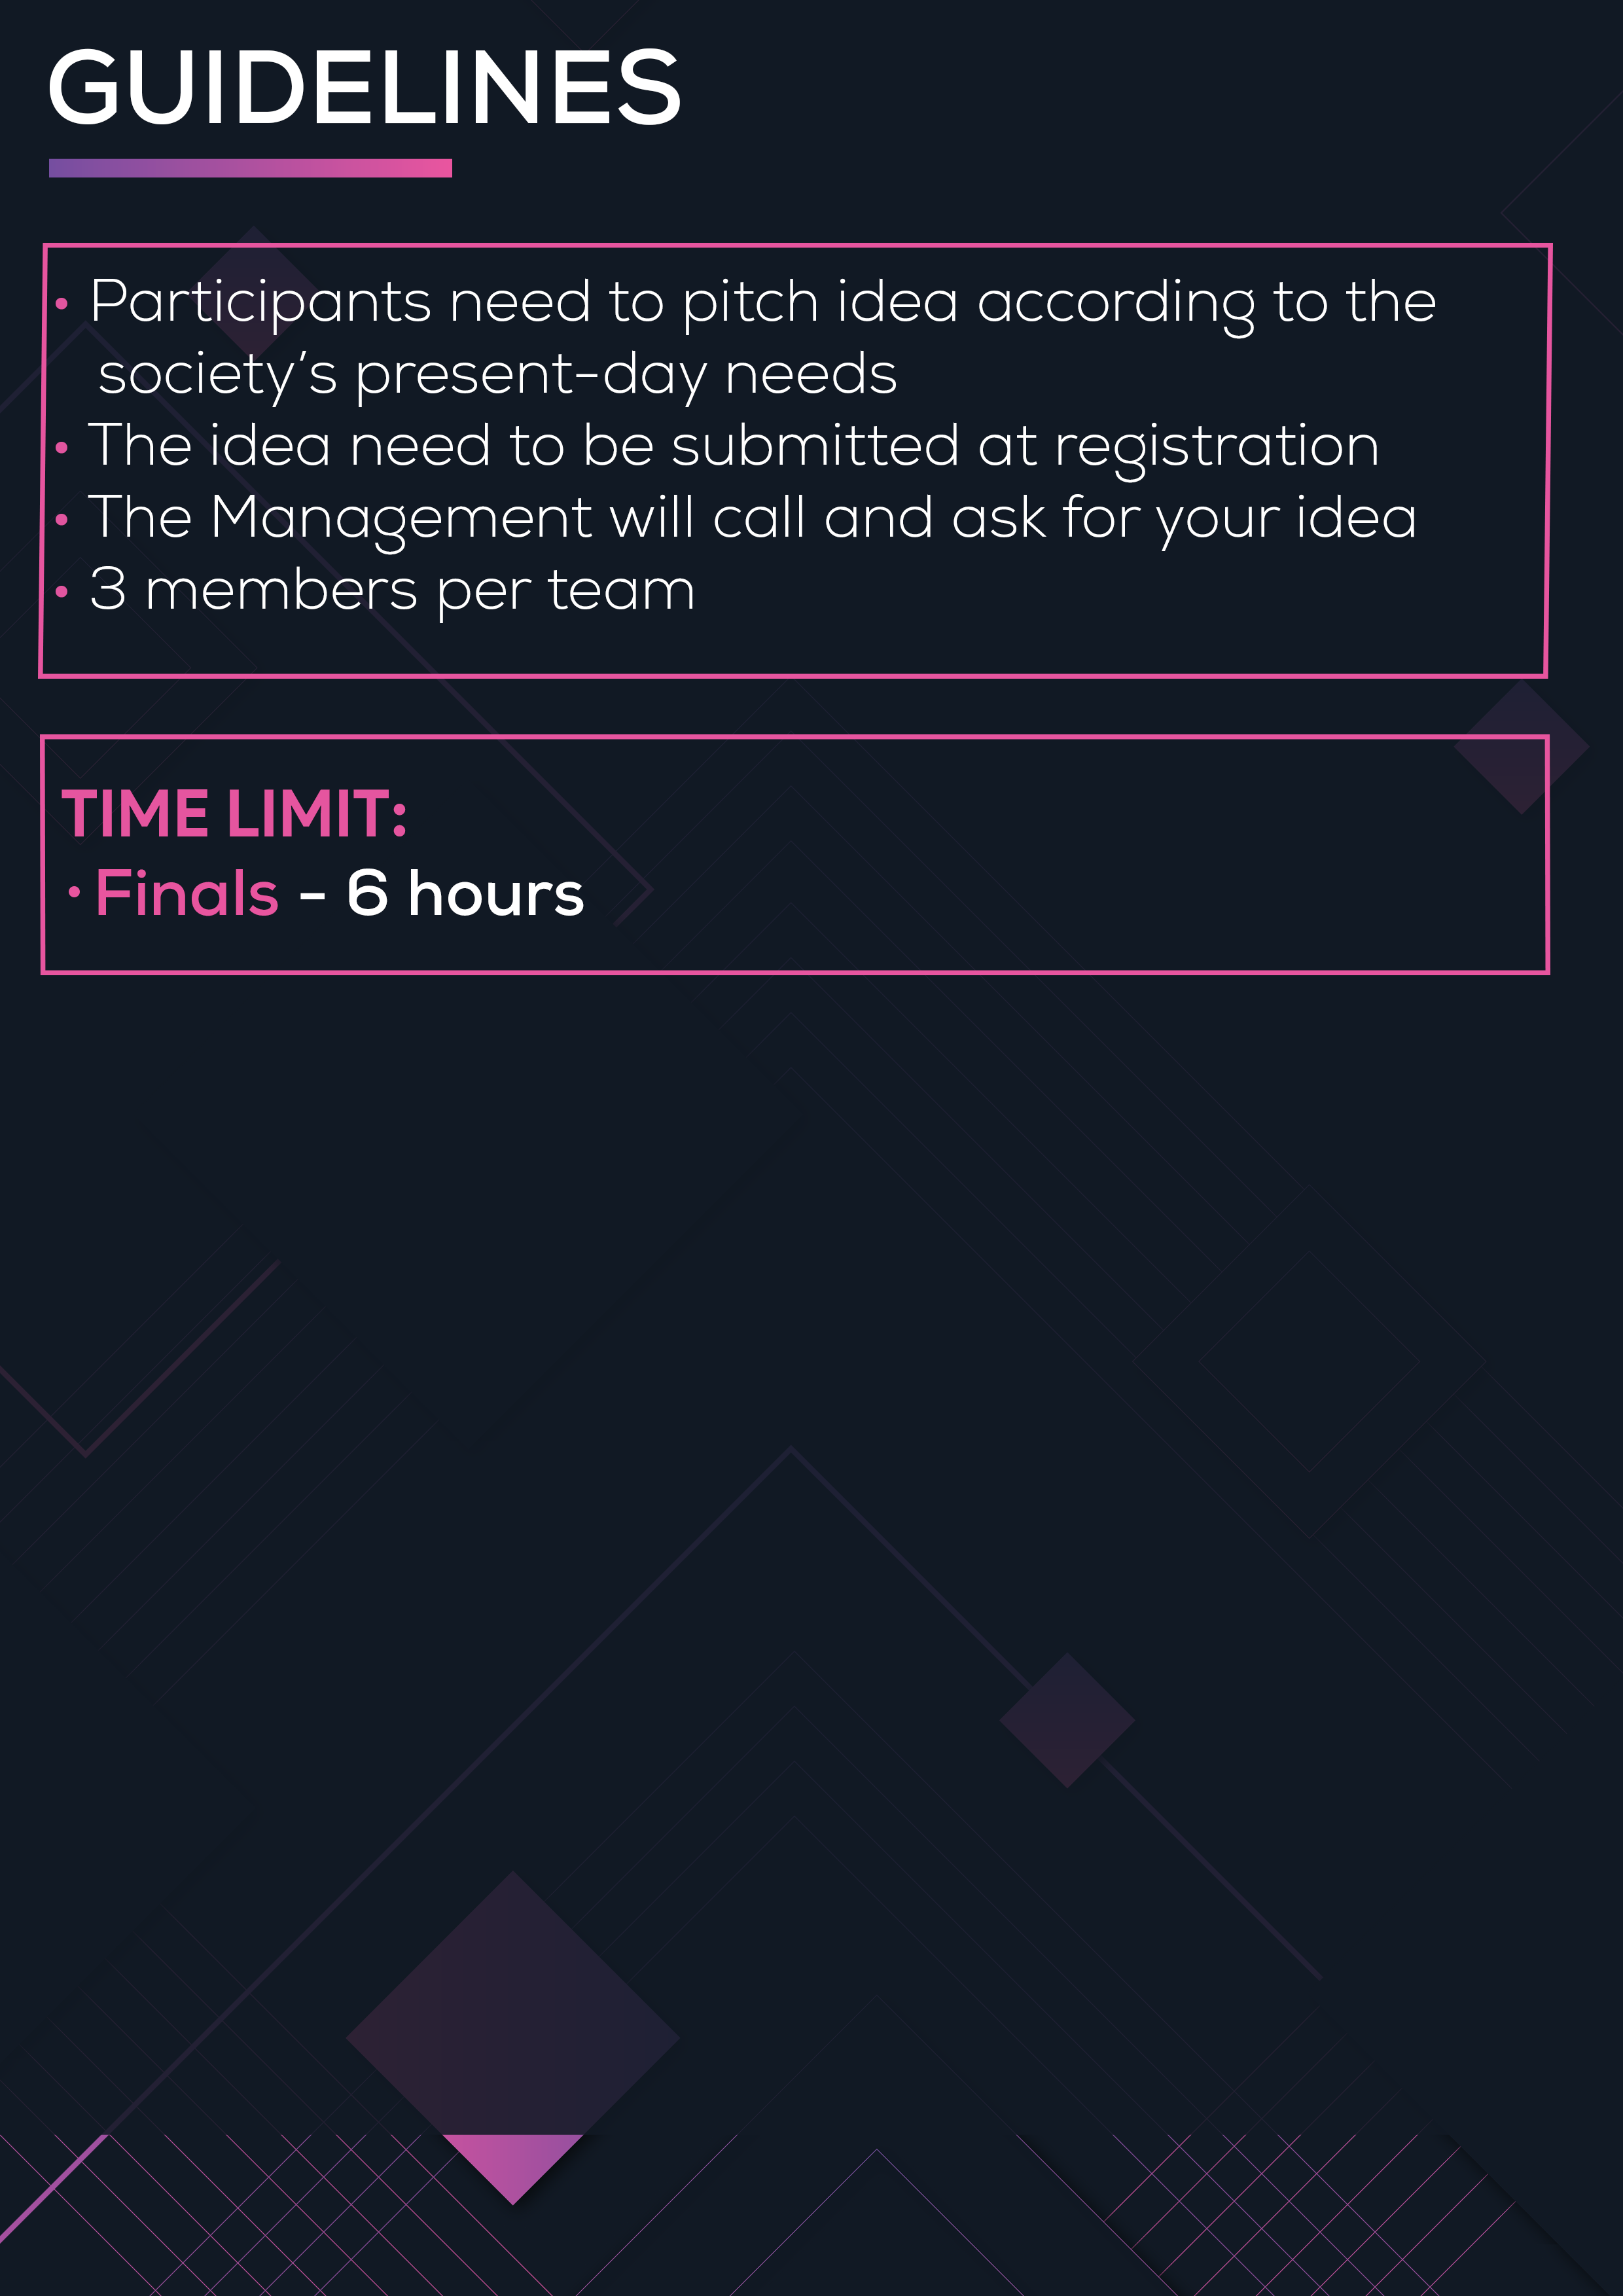 GUIDELINES
• Participants need to pitch idea according to the
society’s present-day needs
• The idea need to be submitted at registration
• The Management will call and ask for your idea
• 3 members per team
TIME LIMIT:
• Finals - 6 hours